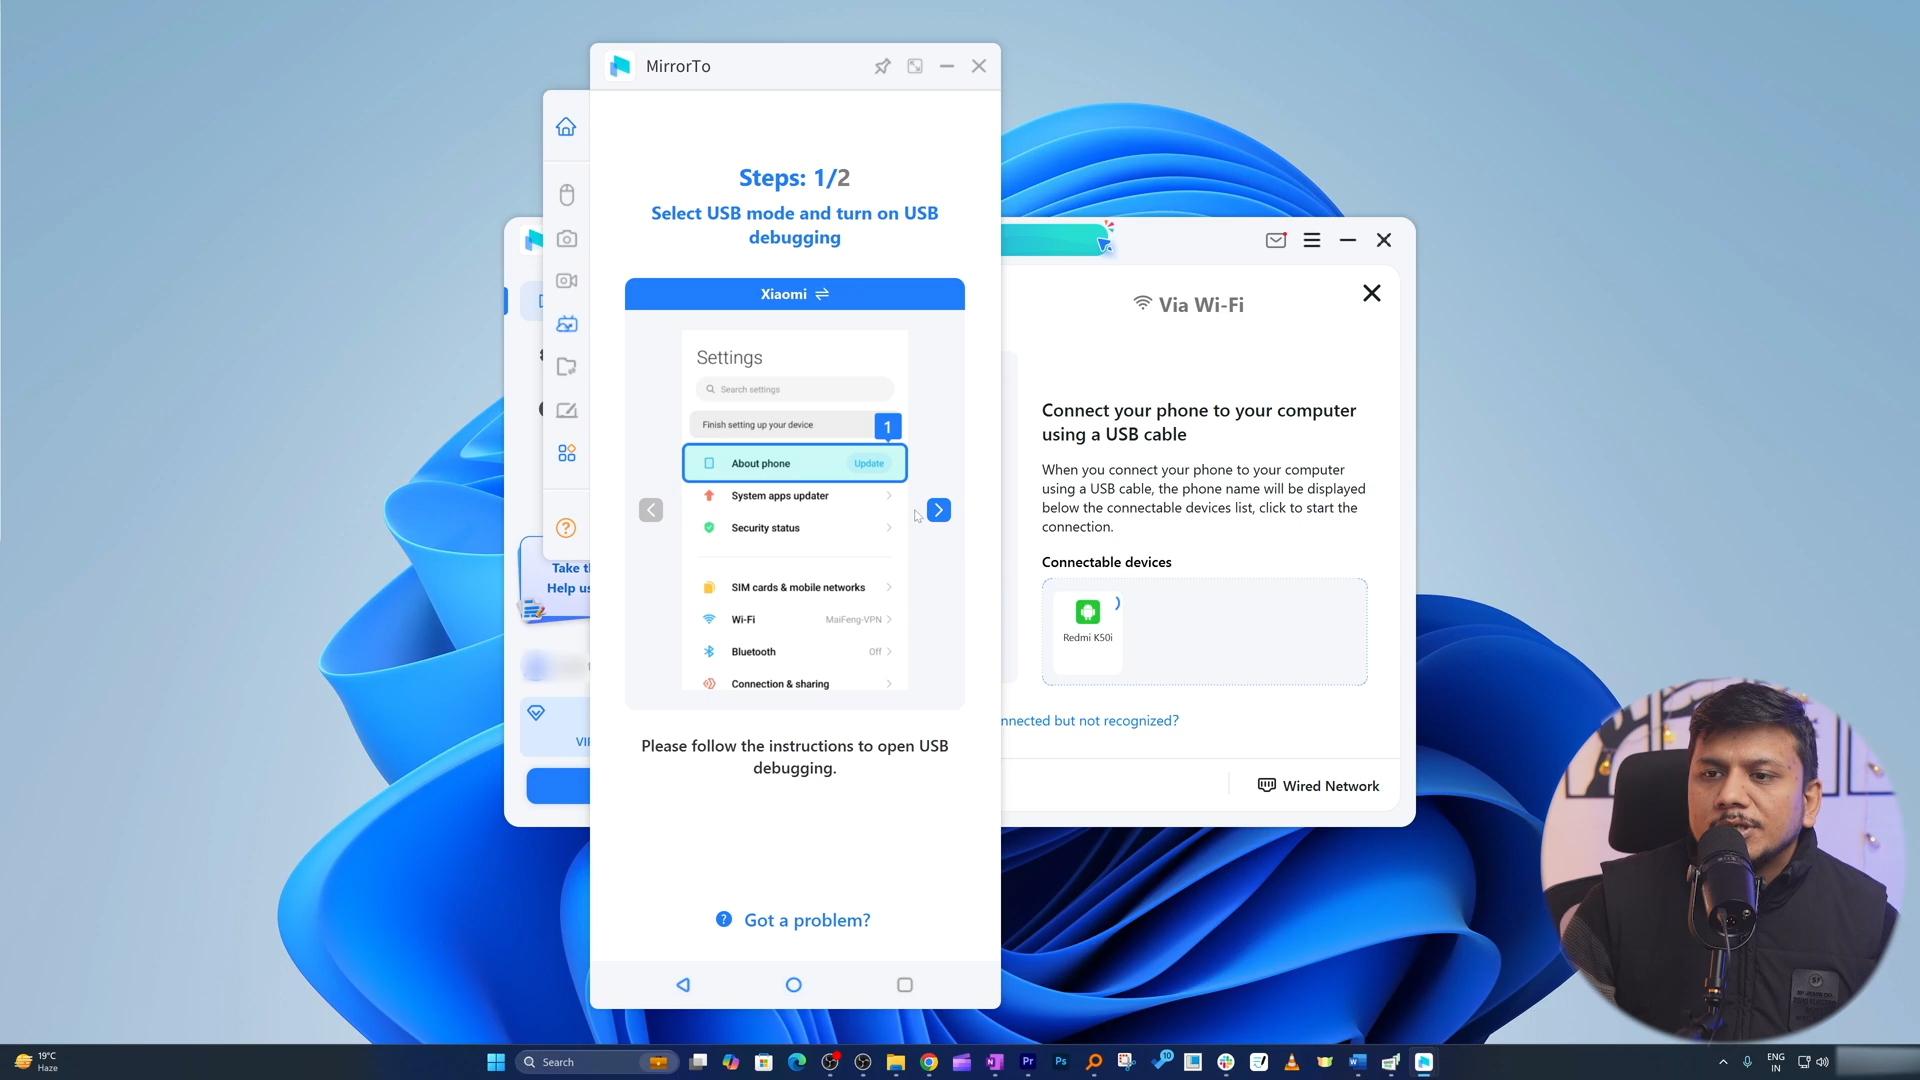 MirrorTo
Steps: 1/2
Select USB mode and turn on USB
debugging
Xiaomi
Settings
Search settings
Finish setting up your device
1
About phone
Update
System apps updater
Security status
SIM cards & mobile networks
Wi-Fi
MaiFeng-VPN
Bluetooth
Off
Connection & sharing
Please follow the instructions to open USB
debugging.
Got a problem?
Take t
Help us
Via Wi-Fi
Connect your phone to your computer
using a USB cable
When you connect your phone to your computer
using a USB cable, the phone name will be displayed
below the connectable devices list, click to start the
connection.
Connectable devices
Redmi K50i
nnected but not recognized?
Wired Network
19°C
Haze
Search
10
ENG
IN